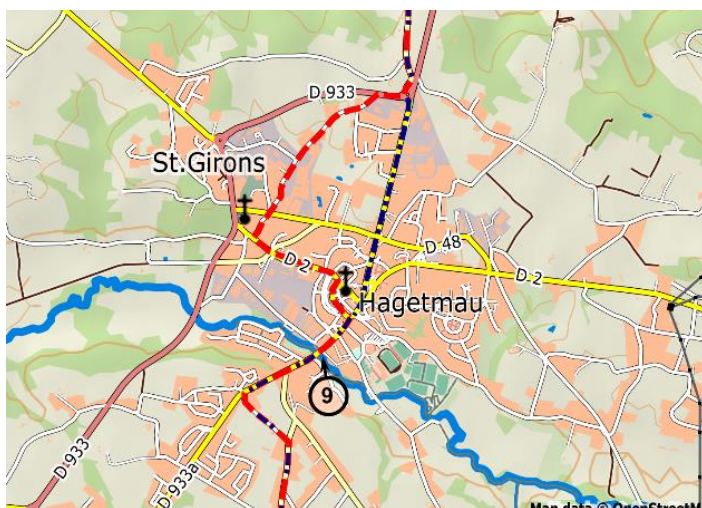 D 933
St.Girons
D 48
D 2
D 2
Hagetmau
9
D 933
D 933a
Map data © OpenStreetM